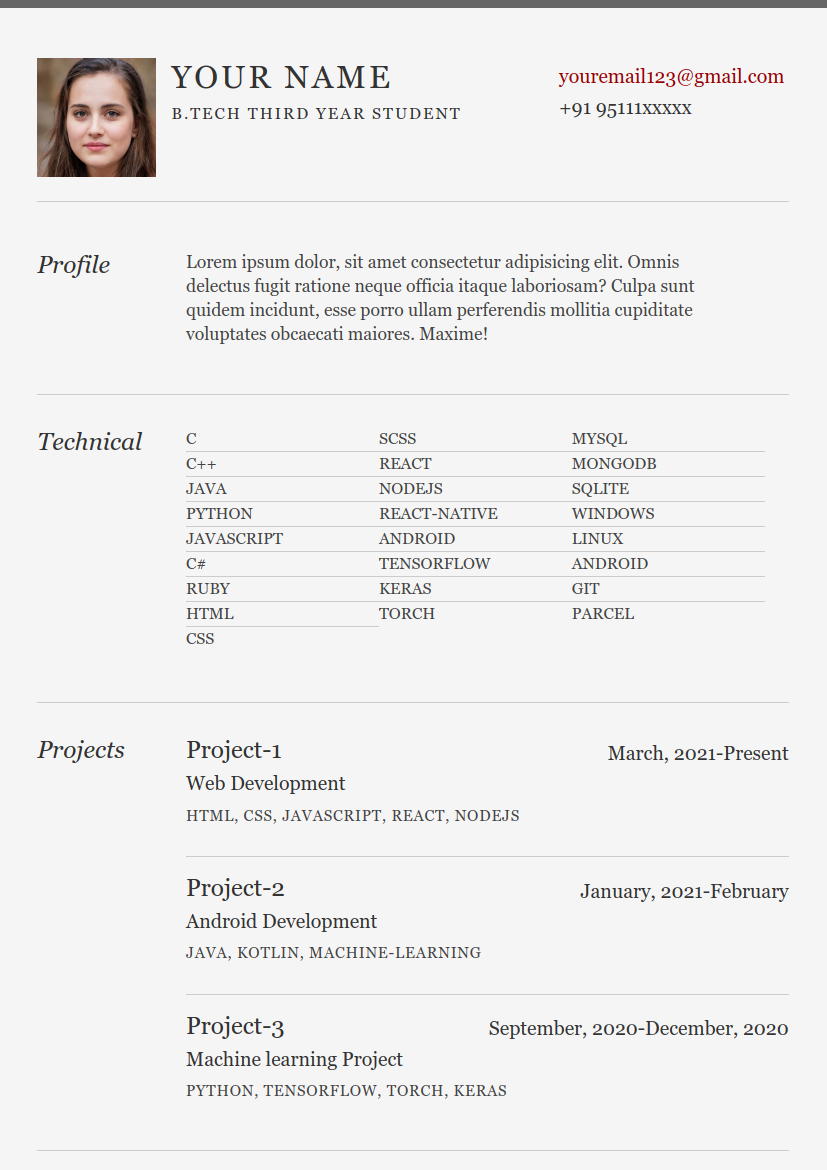 YOUR NAME
B.TECH THIRD YEAR STUDENT
youremail123@gmail.com
+91 95111xxxxx
Profile
Lorem ipsum dolor, sit amet consectetur adipisicing elit. Omnis
delectus fugit ratione neque officia itaque laboriosam? Culpa sunt
quidem incidunt, esse porro ullam perferendis mollitia cupiditate
voluptates obcaecati maiores. Maxime!
Technical
C
C++
JAVA
PYTHON
JAVASCRIPT
C#
RUBY
HTML
CSS
SCSS
REACT
NODEJS
REACT-NATIVE
ANDROID
TENSORFLOW
KERAS
TORCH
MYSQL
MONGODB
SQLITE
WINDOWS
LINUX
ANDROID
GIT
PARCEL
Projects
Project-1
March, 2021-Present
Web Development
HTML, CSS, JAVASCRIPT, REACT, NODEJS
Project-2
January, 2021-February
Android Development
JAVA, KOTLIN, MACHINE-LEARNING
Project-3
September, 2020-December, 2020
Machine learning Project
PYTHON, TENSORFLOW, TORCH, KERAS